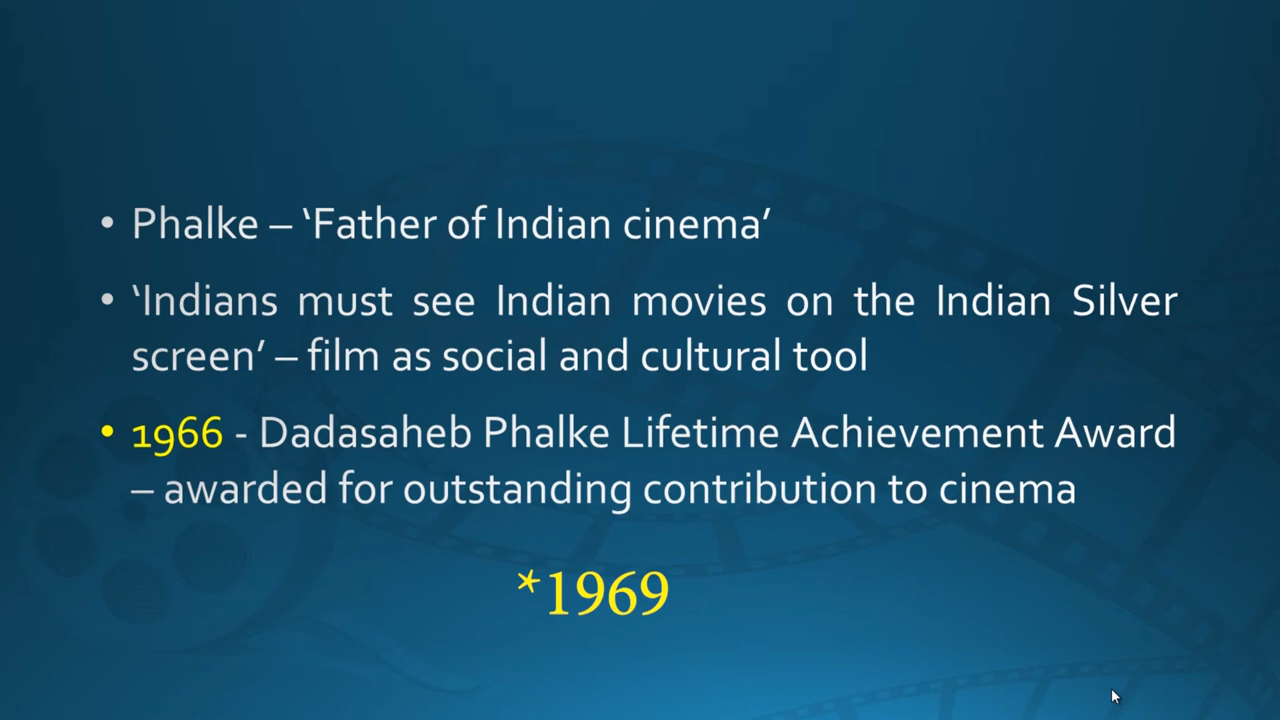 • Phalke – ‘Father of Indian cinema’
• ‘Indians must see Indian movies on the Indian Silver
screen’ – film as social and cultural tool
• 1966 - Dadasaheb Phalke Lifetime Achievement Award
– awarded for outstanding contribution to cinema
*1969